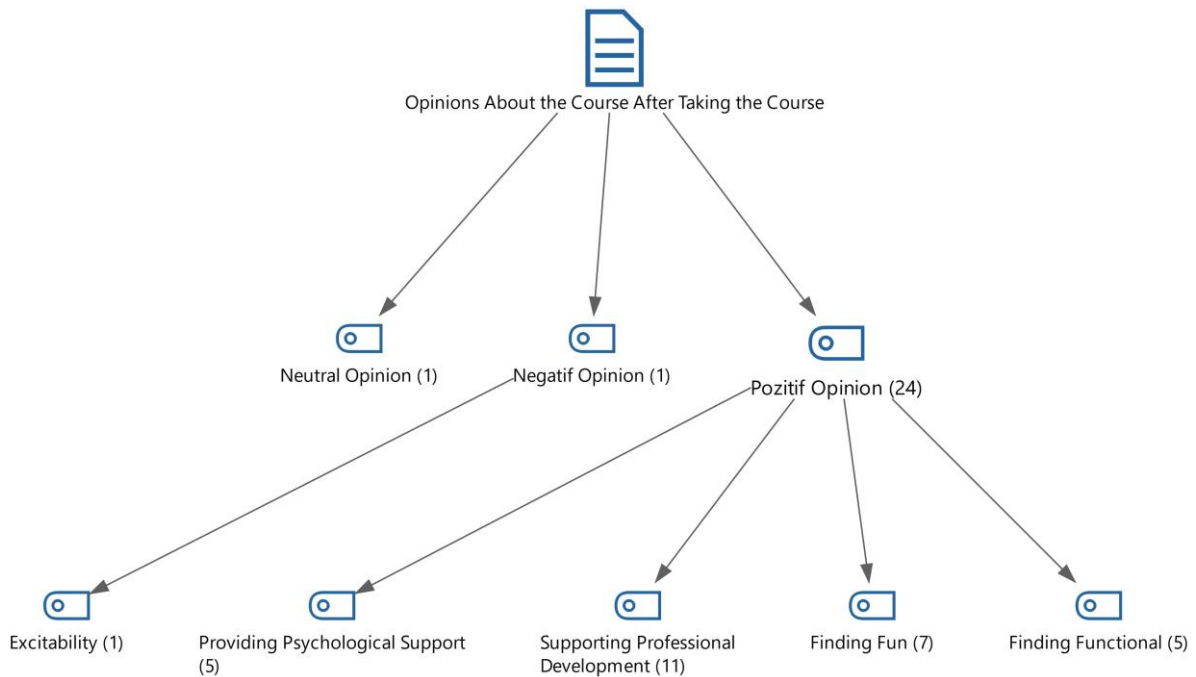 Opinions About the Course After Taking the Course
Neutral Opinion (1)
Negatif Opinion (1)
Pozitif Opinion (24)
Excitability (1)
Providing Psychological Support
(5)
Supporting Professional
Development (11)
Finding Fun (7)
Finding Functional (5)